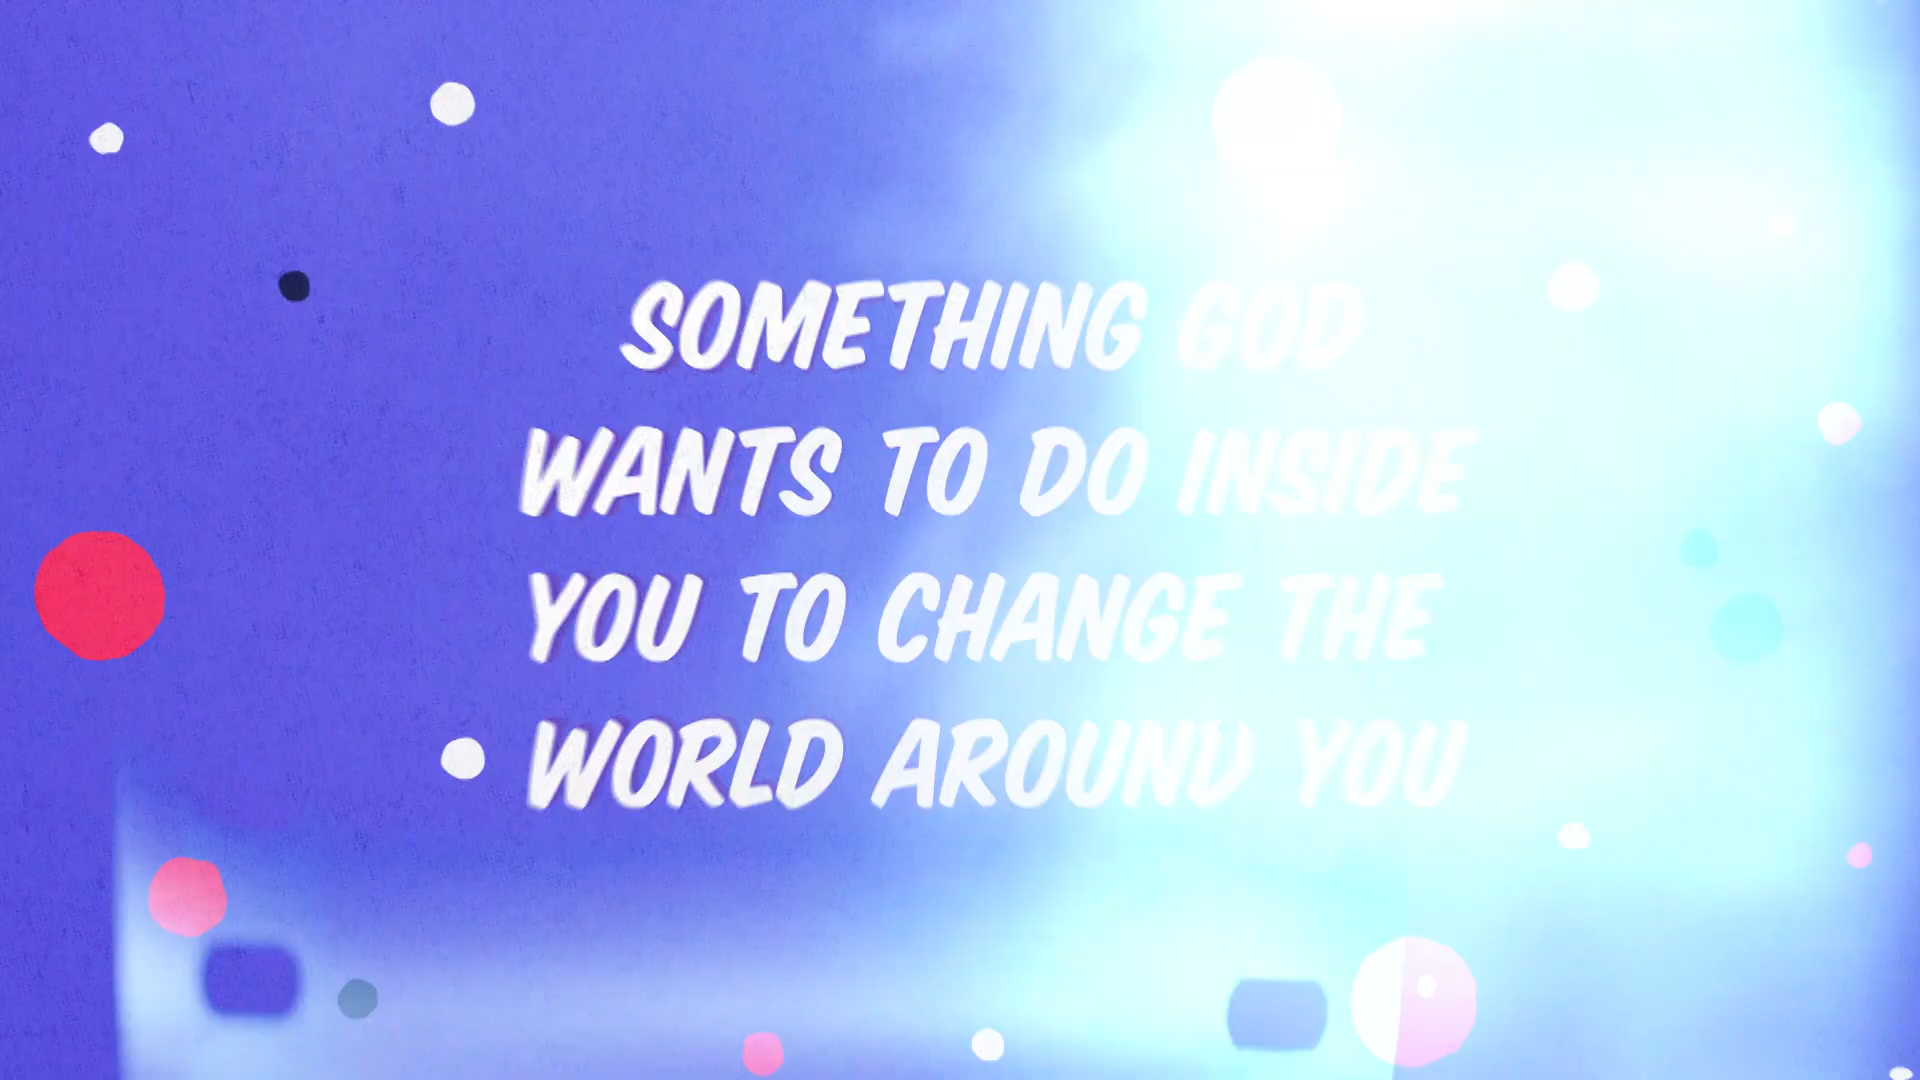 SOMETHING GOD
WANTS TO DO INSIDE
YOU TO CHANGE THE
WORLD AROUND YOU